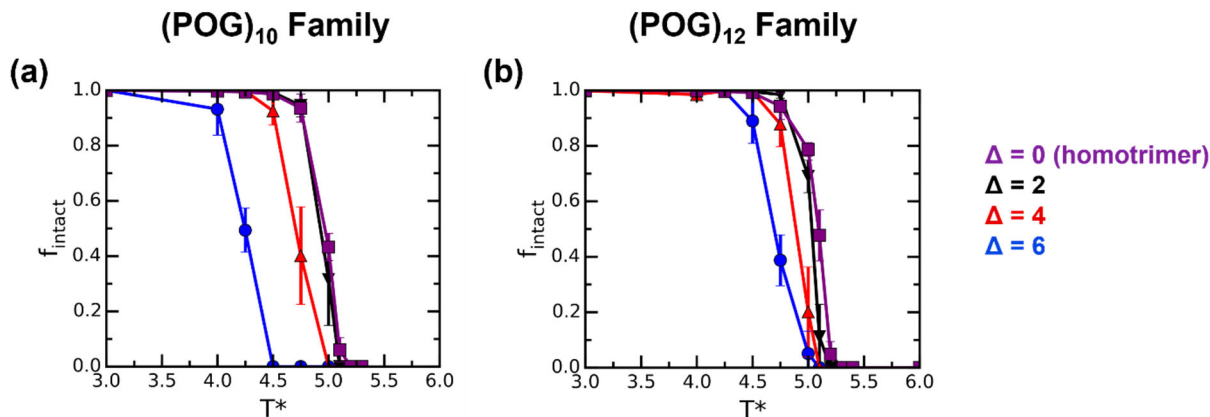 (POG)₁₀ Family
(POG)₁₂ Family
(a)
(b)
1.0
0.8
0.6
0.4
0.2
0.0
f_intact
3.0 3.5 4.0 4.5 5.0 5.5 6.0
T*
1.0
0.8
0.6
0.4
0.2
0.0
f_intact
3.0 3.5 4.0 4.5 5.0 5.5 6.0
T*
Δ = 0 (homotrimer)
Δ = 2
Δ = 4
Δ = 6